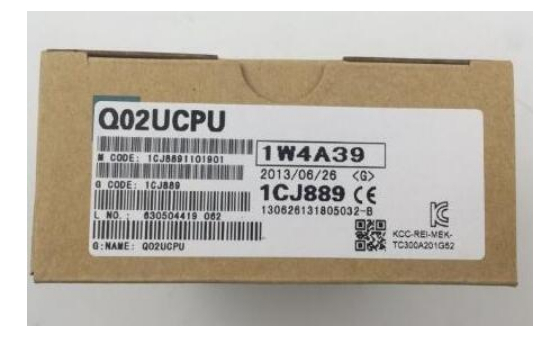 Q02UCPU
M CODE: 1CJ8891101901
G CODE: 1CJ889
L NO.: 630504419 062
G:NAME: Q02UCPU
1W4A39
2013/06/26 <G>
1CJ889 CE
130626131805032-B
KCC-REI-MEK-
TC300A201G52